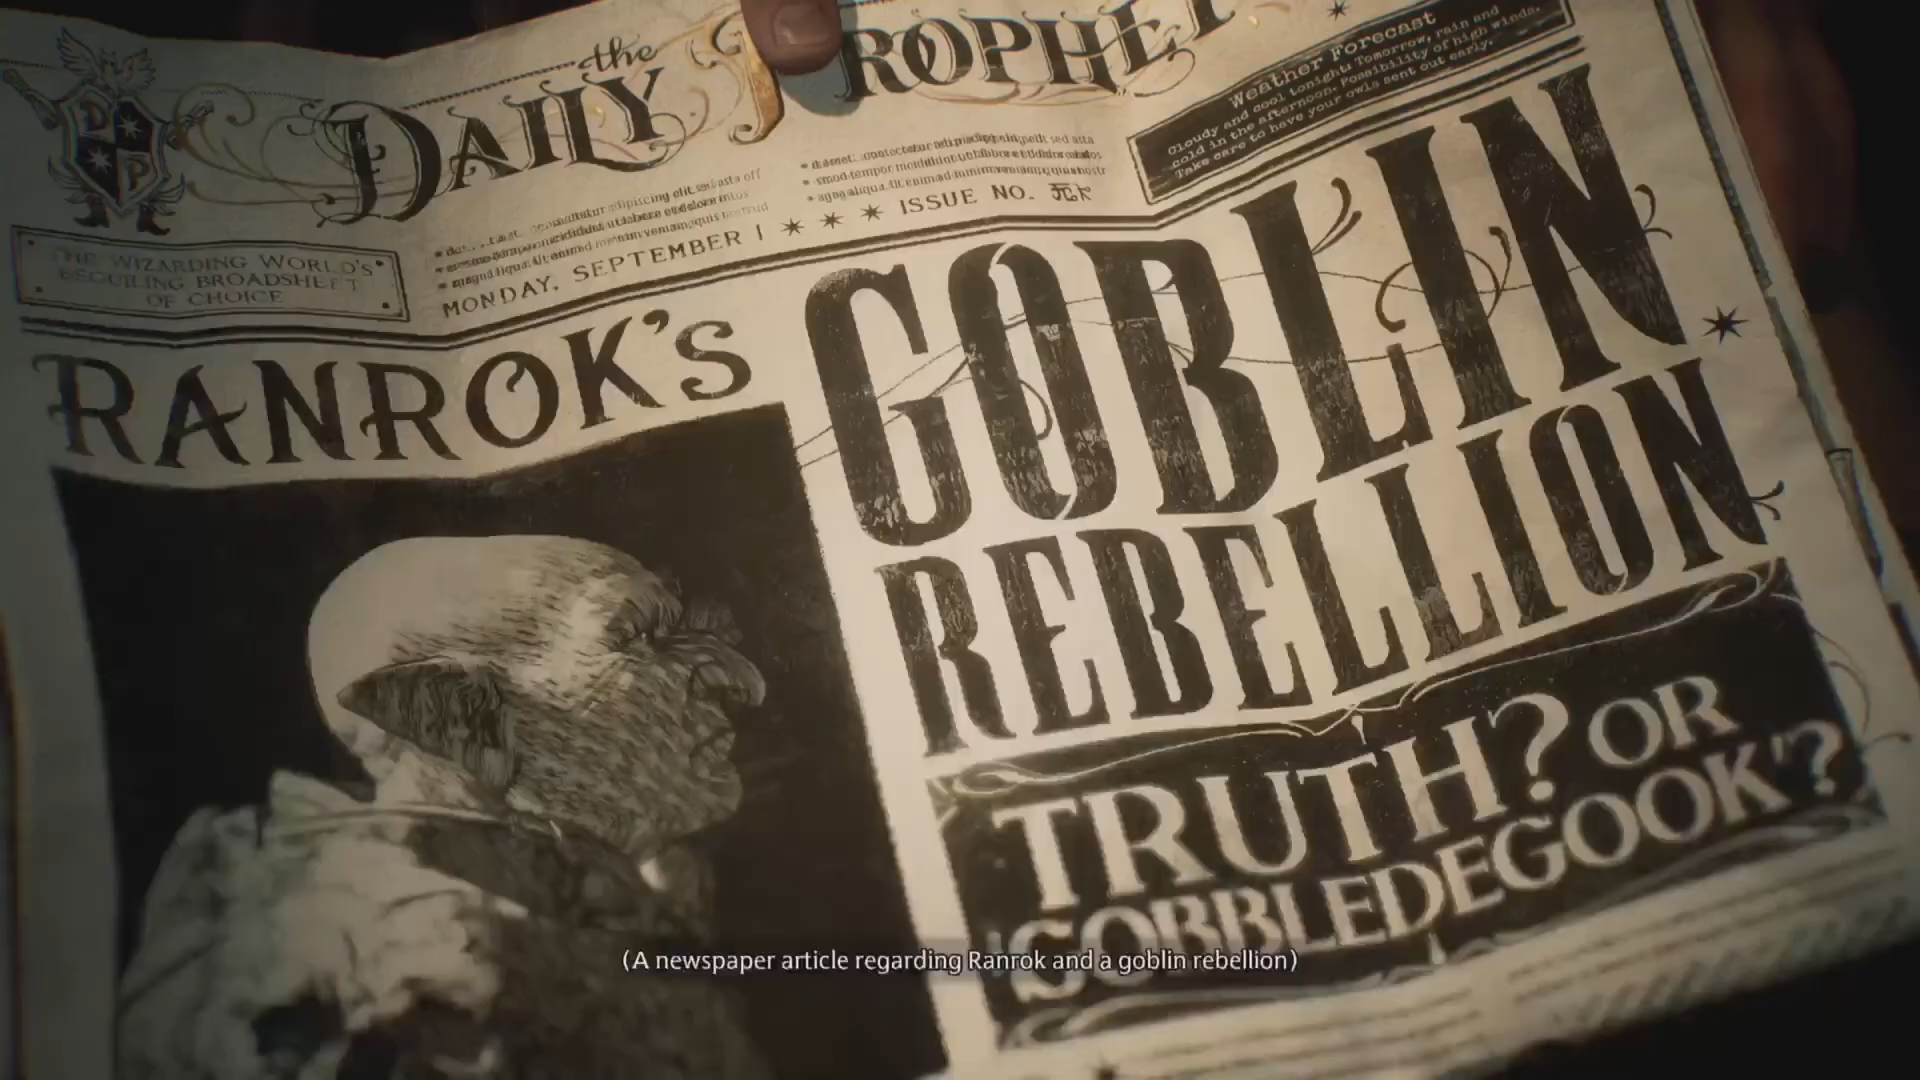 the
DAILY PROPHET
Weather Forecast
Cloudy and cool tonight. Tomorrow, rain and
cold in the afternoon. Possibility of high winds.
Take care to have your owls sent out early.
DP
THE WIZARDING WORLD'S
BEGUILING BROADSHEET
OF CHOICE
MONDAY, SEPTEMBER 1 ISSUE NO.
RANROK'S
GOBLIN
REBELLION
TRUTH? OR
'GOBBLEDEGOOK'?
(A newspaper article regarding Ranrok and a goblin rebellion)